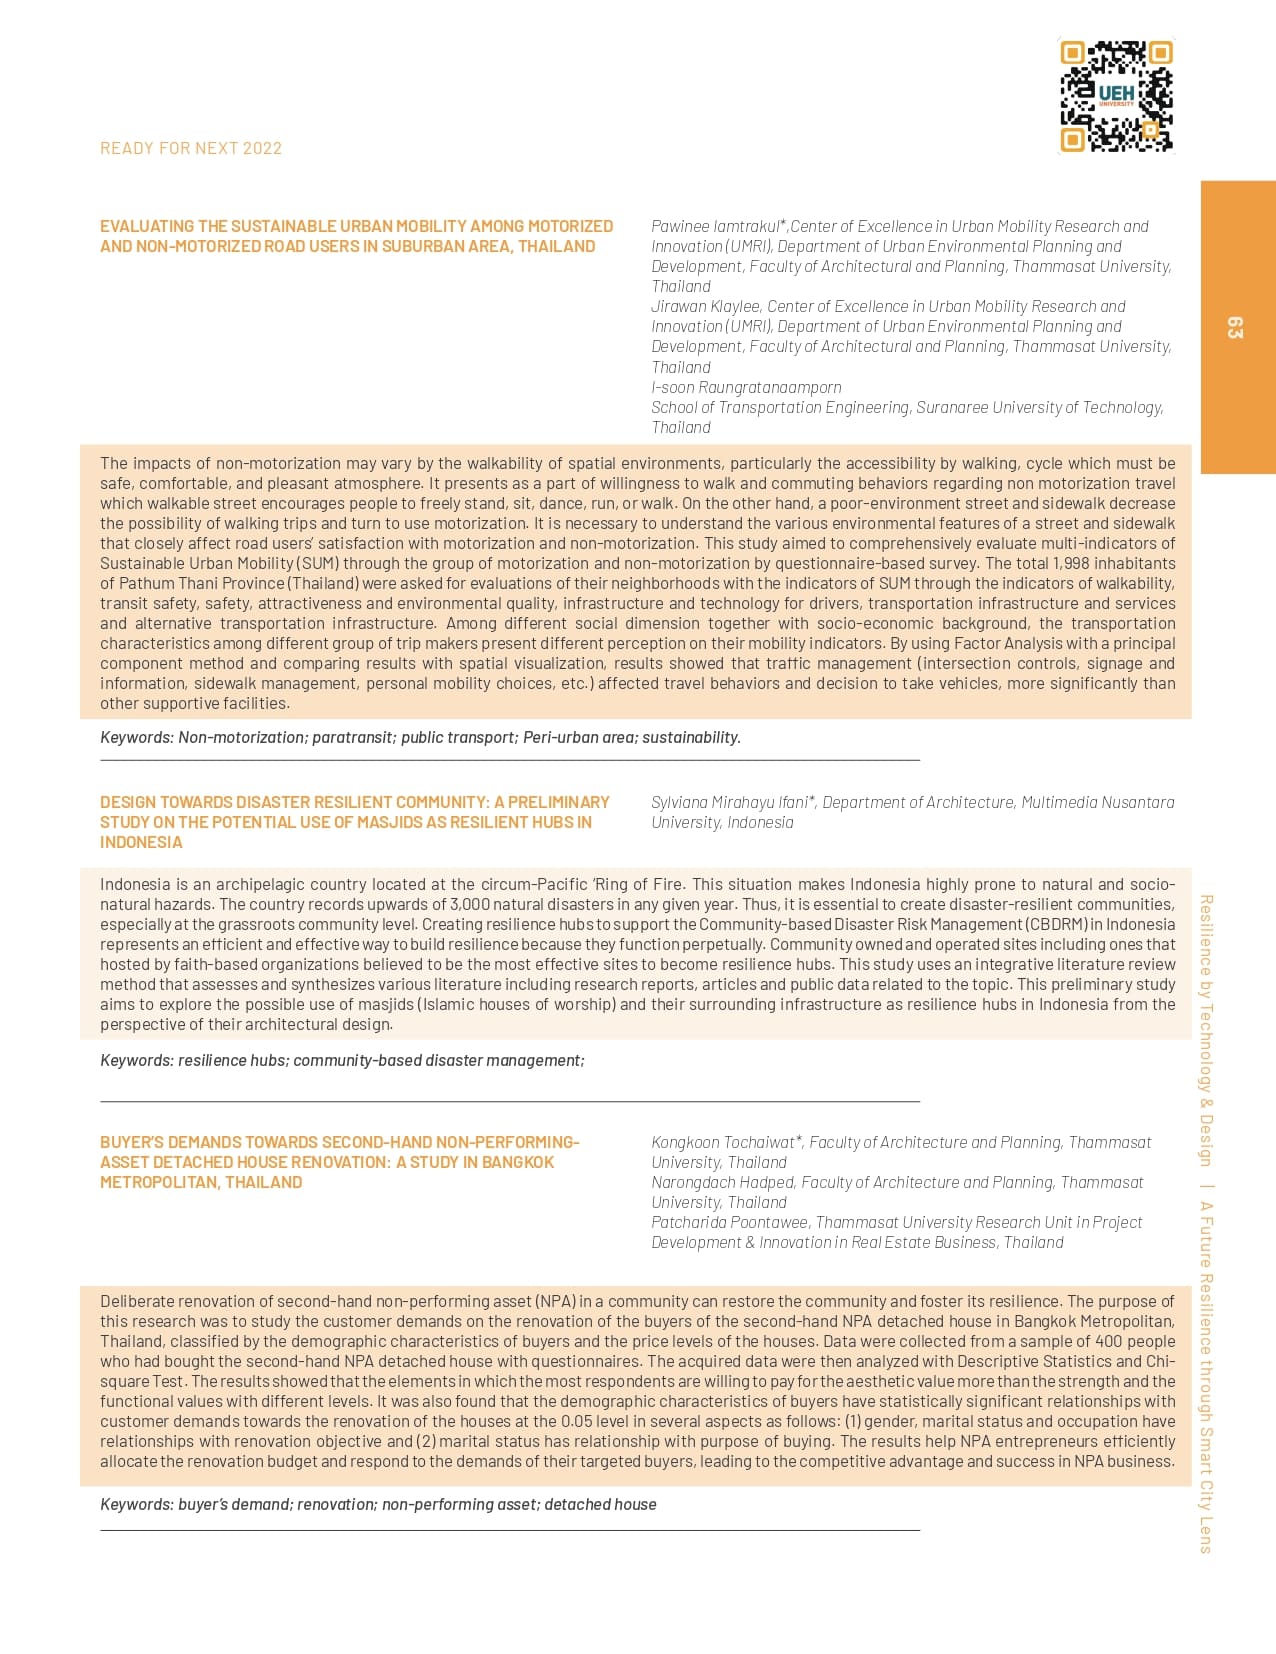 UEH
UNIVERSITY
READY FOR NEXT 2022
63
EVALUATING THE SUSTAINABLE URBAN MOBILITY AMONG MOTORIZED
AND NON-MOTORIZED ROAD USERS IN SUBURBAN AREA, THAILAND
Pawinee Iamtrakul*,Center of Excellence in Urban Mobility Research and
Innovation (UMRI), Department of Urban Environmental Planning and
Development, Faculty of Architectural and Planning, Thammasat University,
Thailand
Jirawan Klaylee, Center of Excellence in Urban Mobility Research and
Innovation (UMRI), Department of Urban Environmental Planning and
Development, Faculty of Architectural and Planning, Thammasat University,
Thailand
I-soon Raungratanaamporn
School of Transportation Engineering, Suranaree University of Technology,
Thailand
The impacts of non-motorization may vary by the walkability of spatial environments, particularly the accessibility by walking, cycle which must be
safe, comfortable, and pleasant atmosphere. It presents as a part of willingness to walk and commuting behaviors regarding non motorization travel
which walkable street encourages people to freely stand, sit, dance, run, or walk. On the other hand, a poor-environment street and sidewalk decrease
the possibility of walking trips and turn to use motorization. It is necessary to understand the various environmental features of a street and sidewalk
that closely affect road users’ satisfaction with motorization and non-motorization. This study aimed to comprehensively evaluate multi-indicators of
Sustainable Urban Mobility (SUM) through the group of motorization and non-motorization by questionnaire-based survey. The total 1,998 inhabitants
of Pathum Thani Province (Thailand) were asked for evaluations of their neighborhoods with the indicators of SUM through the indicators of walkability,
transit safety, safety, attractiveness and environmental quality, infrastructure and technology for drivers, transportation infrastructure and services
and alternative transportation infrastructure. Among different social dimension together with socio-economic background, the transportation
characteristics among different group of trip makers present different perception on their mobility indicators. By using Factor Analysis with a principal
component method and comparing results with spatial visualization, results showed that traffic management (intersection controls, signage and
information, sidewalk management, personal mobility choices, etc.) affected travel behaviors and decision to take vehicles, more significantly than
other supportive facilities.
Keywords: Non-motorization; paratransit; public transport; Peri-urban area; sustainability.
DESIGN TOWARDS DISASTER RESILIENT COMMUNITY: A PRELIMINARY
STUDY ON THE POTENTIAL USE OF MASJIDS AS RESILIENT HUBS IN
INDONESIA
Sylviana Mirahayu Ifani*, Department of Architecture, Multimedia Nusantara
University, Indonesia
Indonesia is an archipelagic country located at the circum-Pacific ‘Ring of Fire. This situation makes Indonesia highly prone to natural and socio-
natural hazards. The country records upwards of 3,000 natural disasters in any given year. Thus, it is essential to create disaster-resilient communities,
especially at the grassroots community level. Creating resilience hubs to support the Community-based Disaster Risk Management (CBDRM) in Indonesia
represents an efficient and effective way to build resilience because they function perpetually. Community owned and operated sites including ones that
hosted by faith-based organizations believed to be the most effective sites to become resilience hubs. This study uses an integrative literature review
method that assesses and synthesizes various literature including research reports, articles and public data related to the topic. This preliminary study
aims to explore the possible use of masjids (Islamic houses of worship) and their surrounding infrastructure as resilience hubs in Indonesia from the
perspective of their architectural design.
Keywords: resilience hubs; community-based disaster management;
BUYER’S DEMANDS TOWARDS SECOND-HAND NON-PERFORMING-
ASSET DETACHED HOUSE RENOVATION: A STUDY IN BANGKOK
METROPOLITAN, THAILAND
Kongkoon Tochaiwat*, Faculty of Architecture and Planning, Thammasat
University, Thailand
Narongdach Hadped, Faculty of Architecture and Planning, Thammasat
University, Thailand
Patcharida Poontawee, Thammasat University Research Unit in Project
Development & Innovation in Real Estate Business, Thailand
Deliberate renovation of second-hand non-performing asset (NPA) in a community can restore the community and foster its resilience. The purpose of
this research was to study the customer demands on the renovation of the buyers of the second-hand NPA detached house in Bangkok Metropolitan,
Thailand, classified by the demographic characteristics of buyers and the price levels of the houses. Data were collected from a sample of 400 people
who had bought the second-hand NPA detached house with questionnaires. The acquired data were then analyzed with Descriptive Statistics and Chi-
square Test. The results showed that the elements in which the most respondents are willing to pay for the aesthetic value more than the strength and the
functional values with different levels. It was also found that the demographic characteristics of buyers have statistically significant relationships with
customer demands towards the renovation of the houses at the 0.05 level in several aspects as follows: (1) gender, marital status and occupation have
relationships with renovation objective and (2) marital status has relationship with purpose of buying. The results help NPA entrepreneurs efficiently
allocate the renovation budget and respond to the demands of their targeted buyers, leading to the competitive advantage and success in NPA business.
Keywords: buyer’s demand; renovation; non-performing asset; detached house
Resilience by Technology & Design | A Future Resilience through Smart City Lens